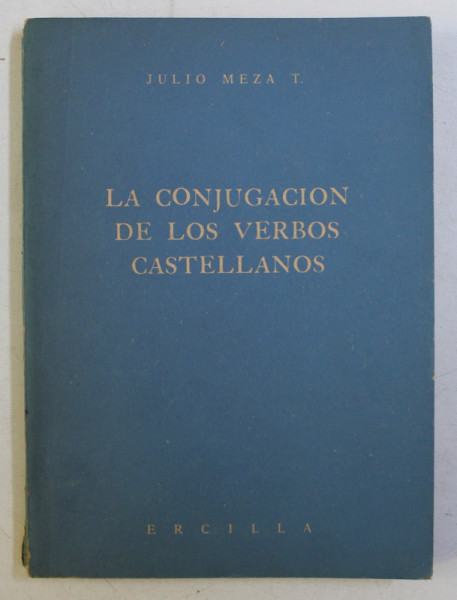 JULIO MEZA T.
LA CONJUGACION
DE LOS VERBOS
CASTELLANOS
ERCILLA